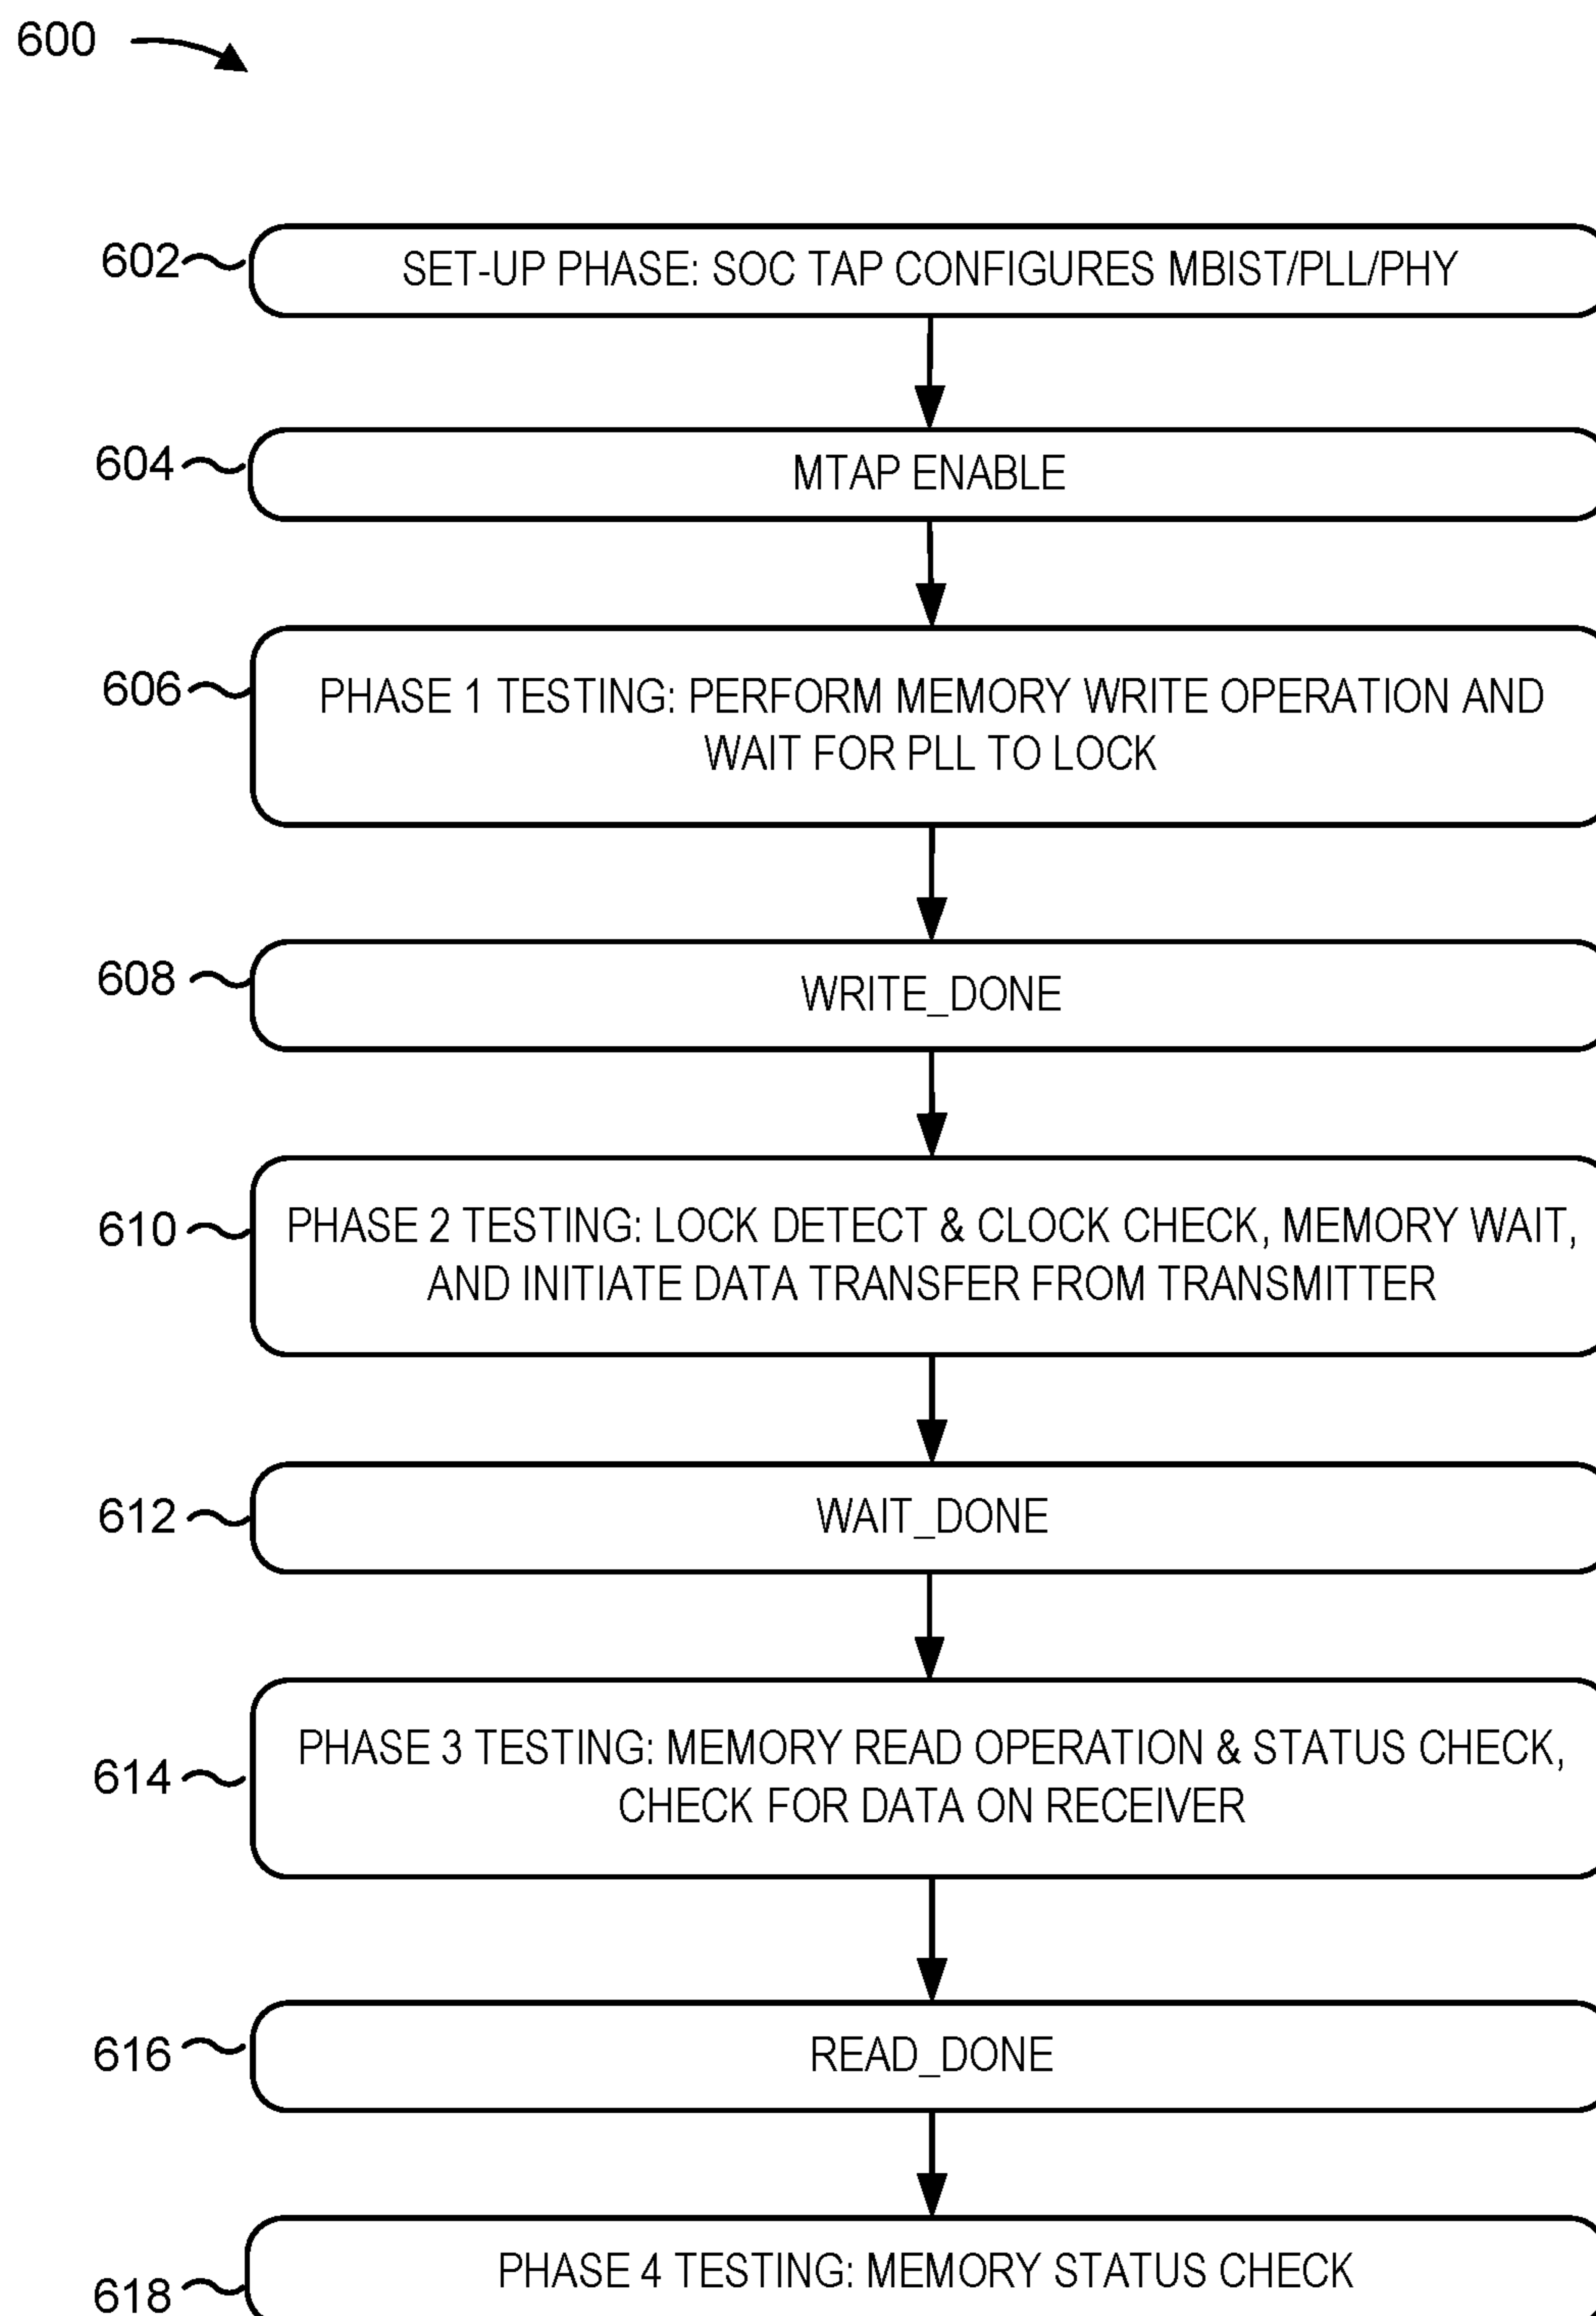 600
602 SET-UP PHASE: SOC TAP CONFIGURES MBIST/PLL/PHY
604 MTAP ENABLE
606 PHASE 1 TESTING: PERFORM MEMORY WRITE OPERATION AND
WAIT FOR PLL TO LOCK
608 WRITE_DONE
610 PHASE 2 TESTING: LOCK DETECT & CLOCK CHECK, MEMORY WAIT,
AND INITIATE DATA TRANSFER FROM TRANSMITTER
612 WAIT_DONE
614 PHASE 3 TESTING: MEMORY READ OPERATION & STATUS CHECK,
CHECK FOR DATA ON RECEIVER
616 READ_DONE
618 PHASE 4 TESTING: MEMORY STATUS CHECK